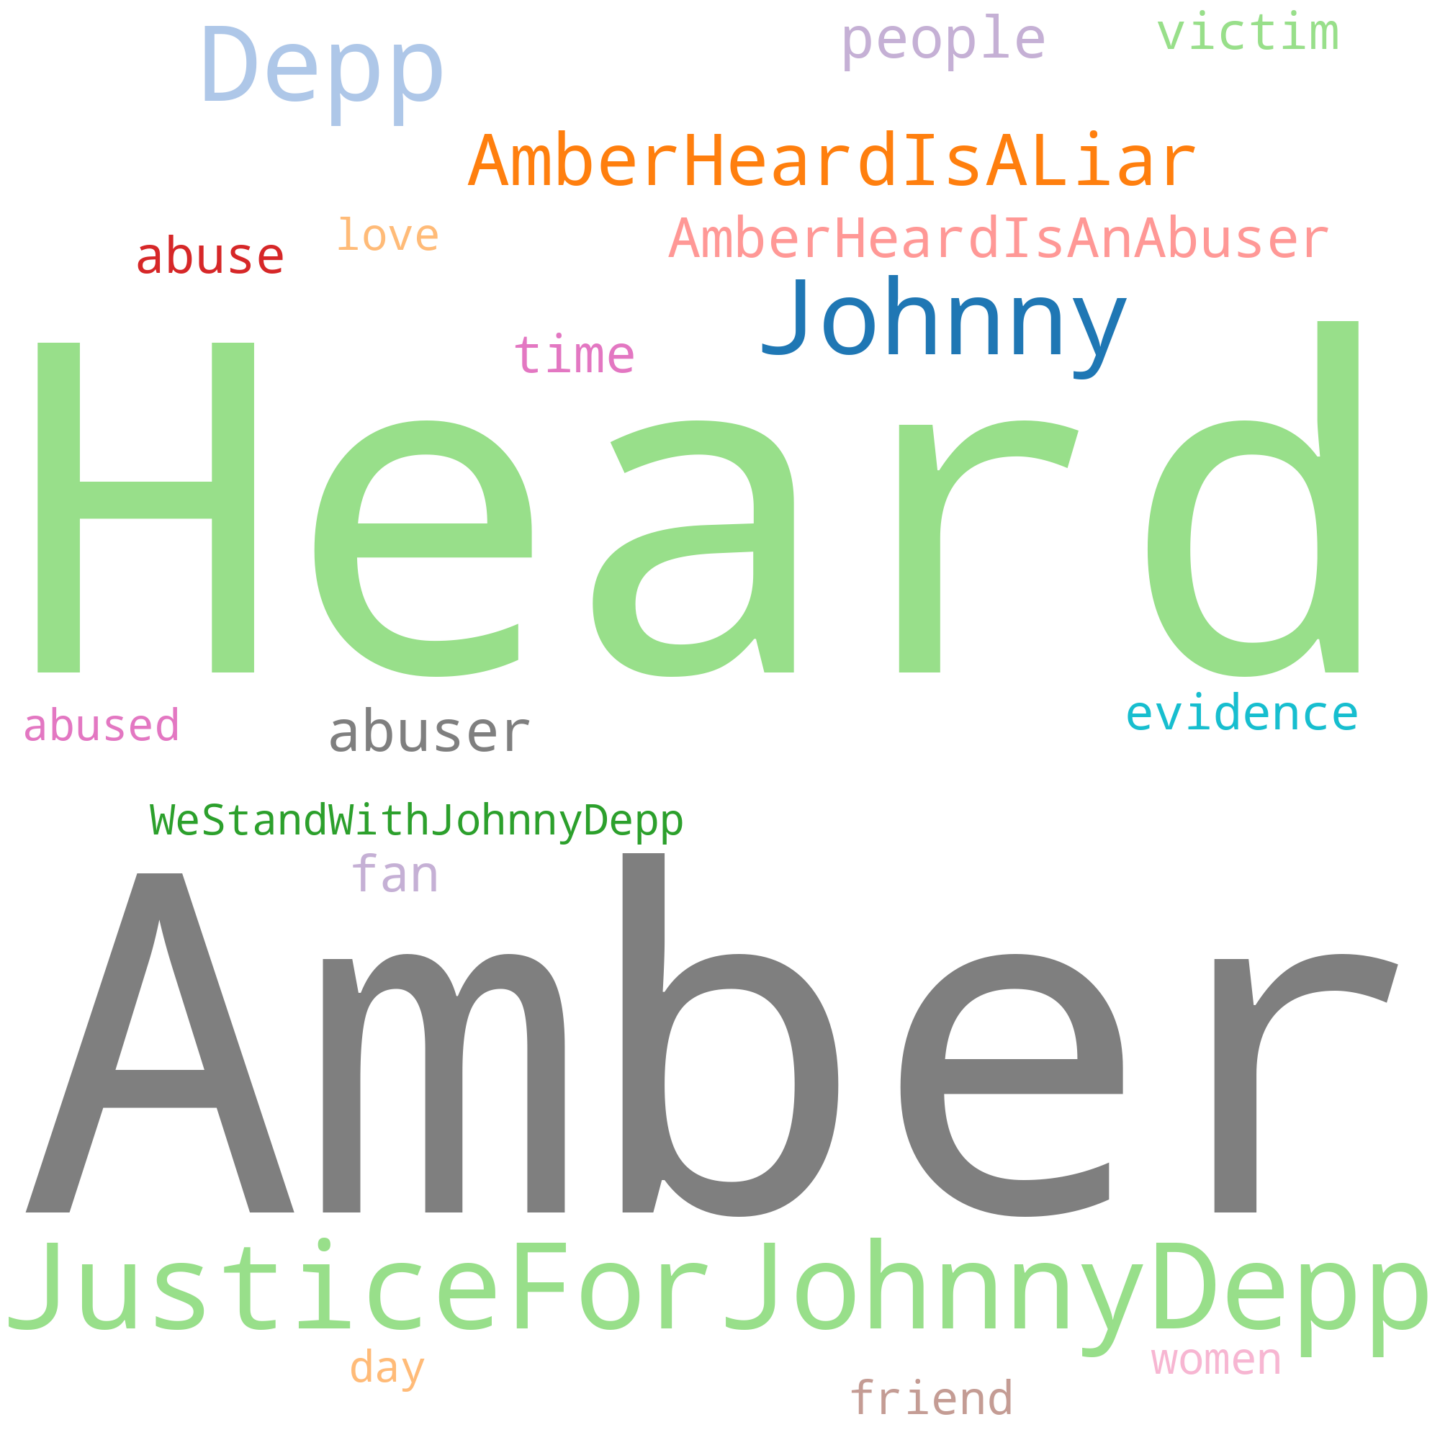 Depp
people
victim
AmberHeardIsALiar
abuse
love
AmberHeardIsAnAbuser
time
Johnny
Heard
abused
abuser
evidence
WeStandWithJohnnyDepp
fan
Amber
JusticeForJohnnyDepp
day
women
friend